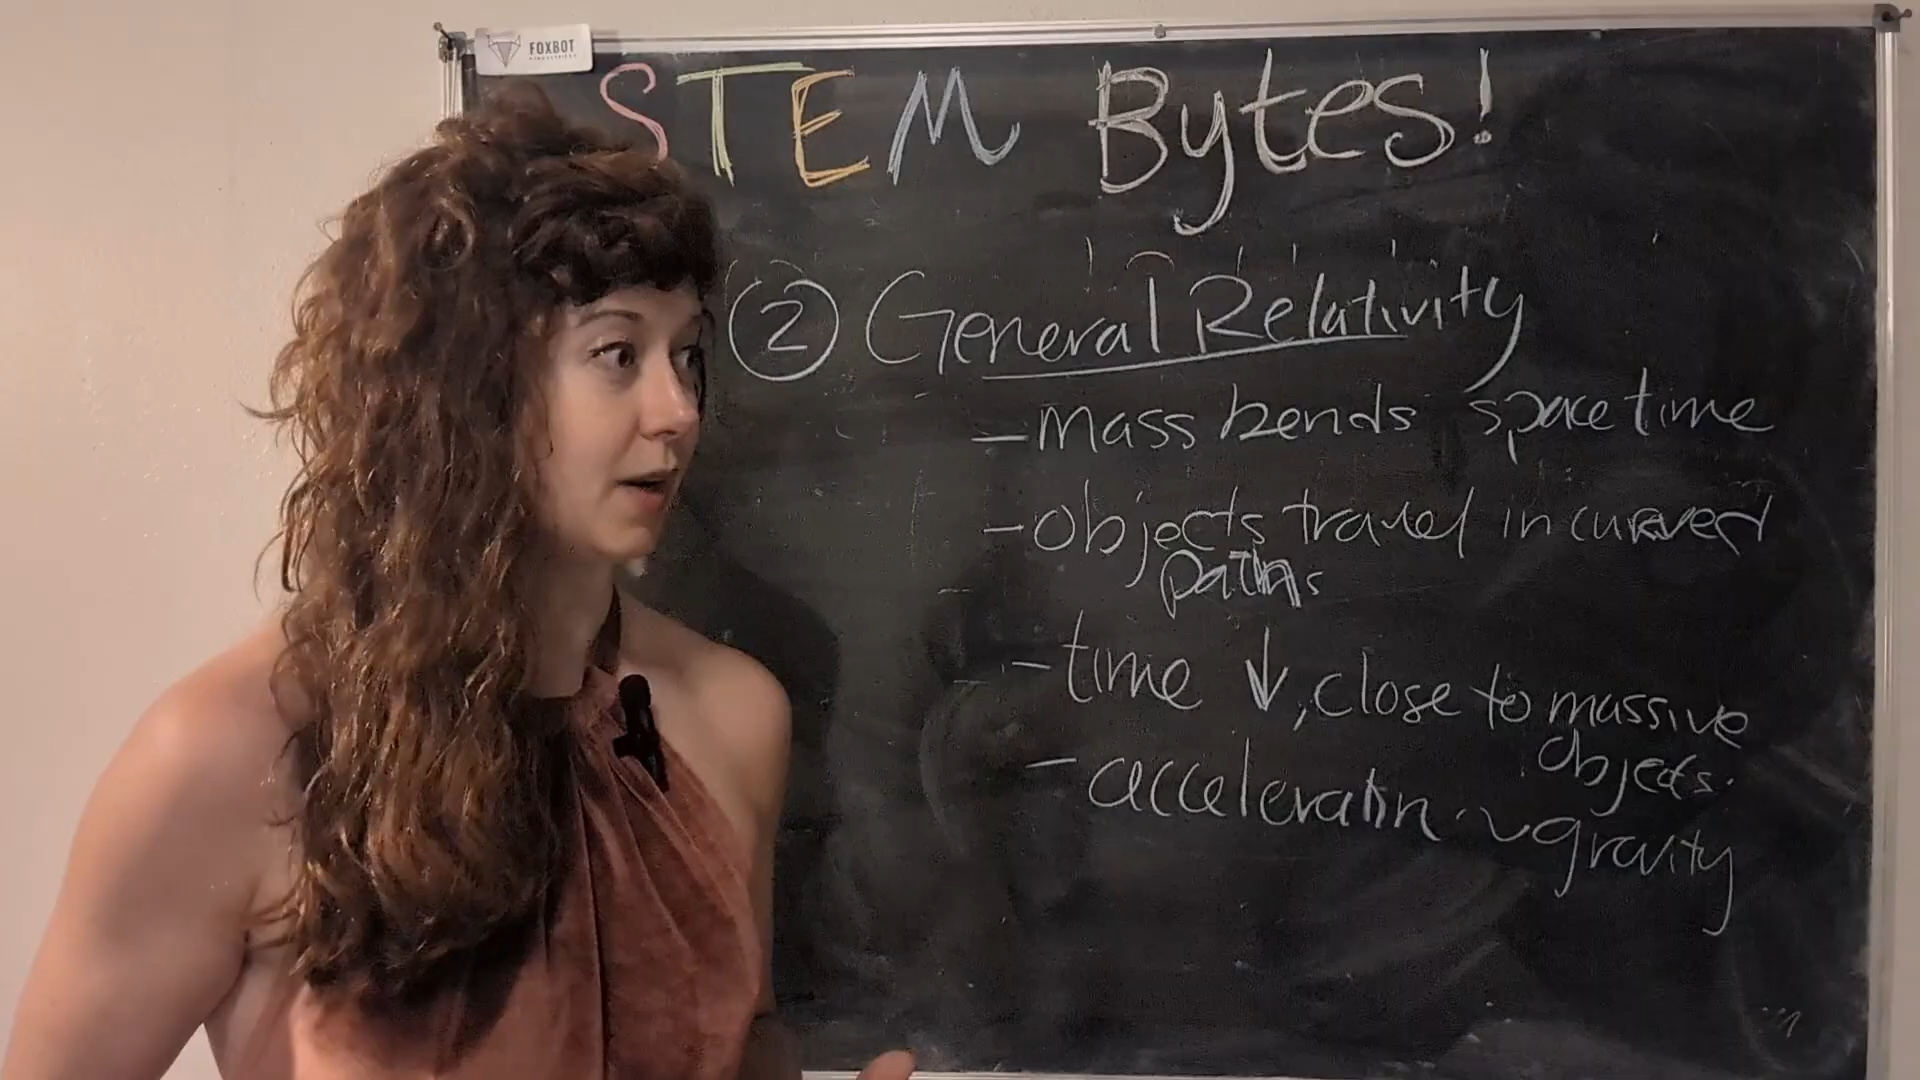 FOXBOT
STEM Bytes!
② General Relativity
- mass bends spacetime
- objects travel in curved
paths
- time ↓, close to massive
objects.
- acceleration ~ gravity